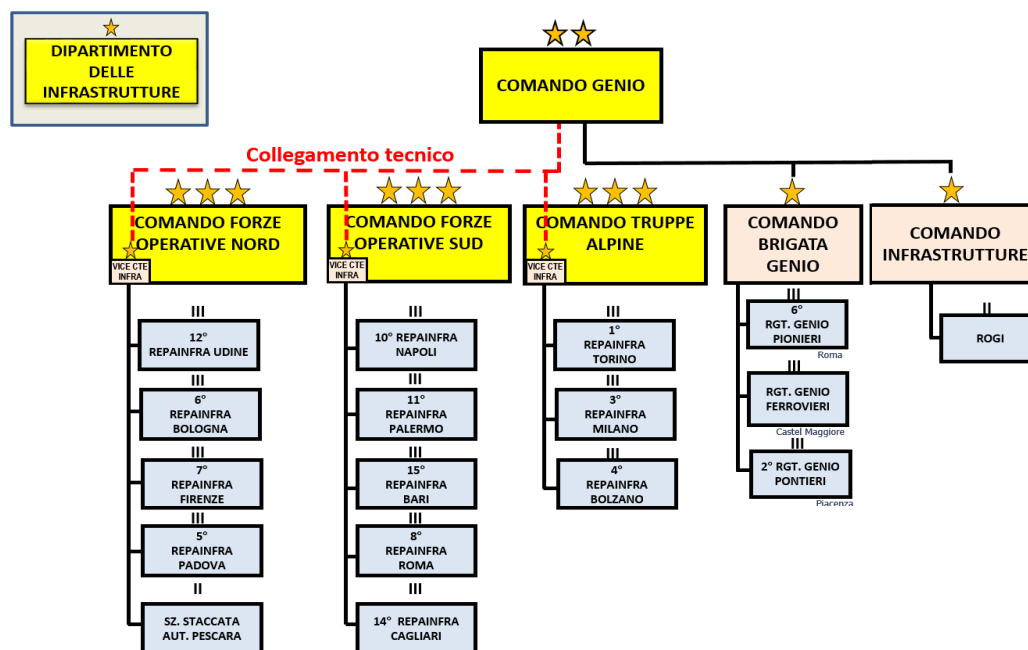 DIPARTIMENTO
DELLE
INFRASTRUTTURE
COMANDO GENIO
Collegamento tecnico
COMANDO FORZE
OPERATIVE NORD
VICE CTE
INFRA
III
12°
REPAINFRA UDINE
III
6°
REPAINFRA
BOLOGNA
III
7°
REPAINFRA
FIRENZE
III
5°
REPAINFRA
PADOVA
II
SZ. STACCATA
AUT. PESCARA
COMANDO FORZE
OPERATIVE SUD
VICE CTE
INFRA
III
10° REPAINFRA
NAPOLI
III
11°
REPAINFRA
PALERMO
III
15°
REPAINFRA
BARI
III
8°
REPAINFRA
ROMA
III
14° REPAINFRA
CAGLIARI
COMANDO TRUPPE
ALPINE
VICE CTE
INFRA
III
1°
REPAINFRA
TORINO
III
3°
REPAINFRA
MILANO
III
4°
REPAINFRA
BOLZANO
COMANDO
BRIGATA
GENIO
III
6°
RGT. GENIO
PIONIERI
Roma
III
RGT. GENIO
FERROVIERI
Castel Maggiore
III
2° RGT. GENIO
PONTIERI
Piacenza
COMANDO
INFRASTRUTTURE
II
ROGI